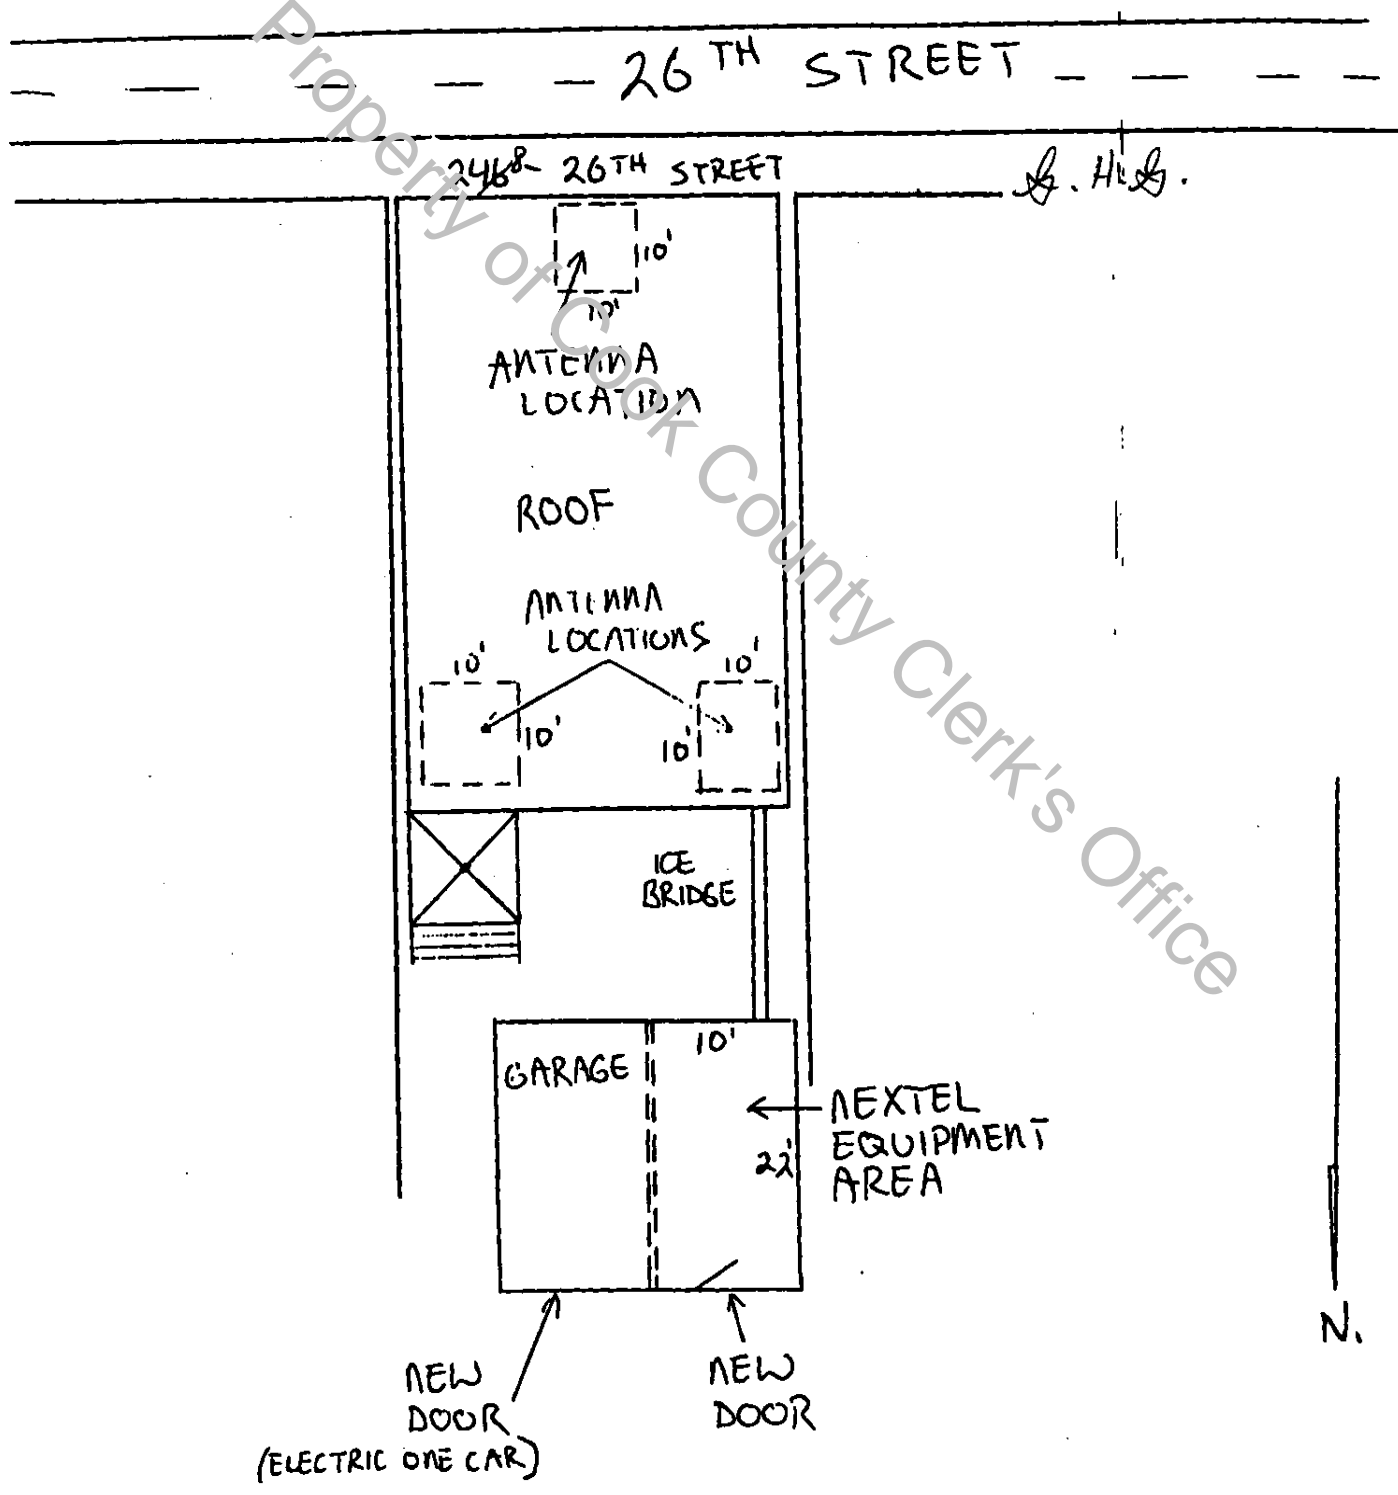 26TH STREET
2468 - 26TH STREET
10'
10'
ANTENNA
LOCATION
ROOF
ANTENNA
LOCATIONS
10'
10'
10'
10'
ICE
BRIDGE
GARAGE
10'
NEXTEL
EQUIPMENT
AREA
22'
N.
NEW
DOOR
(ELECTRIC ONE CAR)
NEW
DOOR
Property of Cook County Clerk's Office